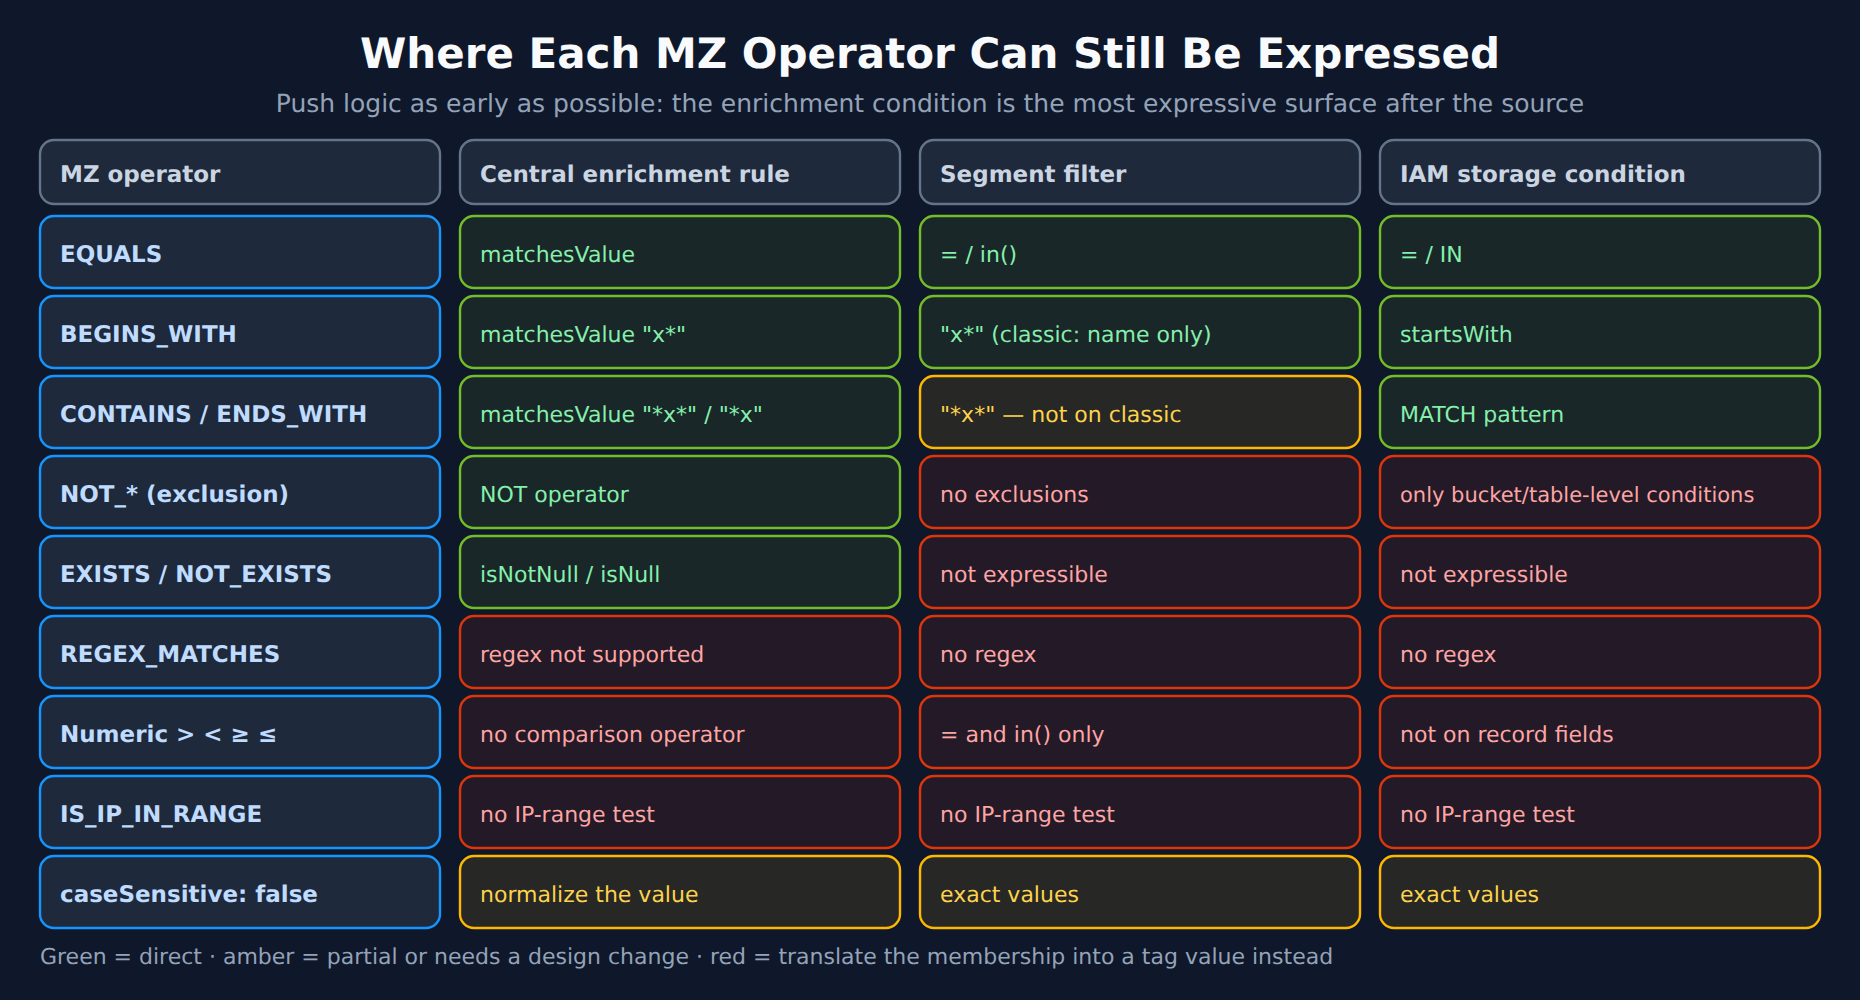 Where Each MZ Operator Can Still Be Expressed
Push logic as early as possible: the enrichment condition is the most expressive surface after the source
MZ operator
Central enrichment rule
Segment filter
IAM storage condition
EQUALS
matchesValue
= / in()
= / IN
BEGINS_WITH
matchesValue "x*"
"x*" (classic: name only)
startsWith
CONTAINS / ENDS_WITH
matchesValue "*x*" / "*x"
"*x*" — not on classic
MATCH pattern
NOT_* (exclusion)
NOT operator
no exclusions
only bucket/table-level conditions
EXISTS / NOT_EXISTS
isNotNull / isNull
not expressible
not expressible
REGEX_MATCHES
regex not supported
no regex
no regex
Numeric > < ≥ ≤
no comparison operator
= and in() only
not on record fields
IS_IP_IN_RANGE
no IP-range test
no IP-range test
no IP-range test
caseSensitive: false
normalize the value
exact values
exact values
Green = direct · amber = partial or needs a design change · red = translate the membership into a tag value instead